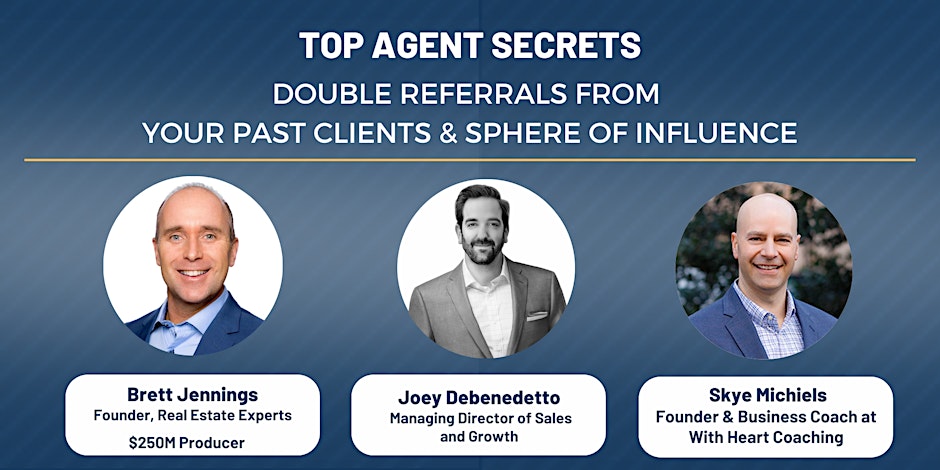 TOP AGENT SECRETS
DOUBLE REFERRALS FROM
YOUR PAST CLIENTS & SPHERE OF INFLUENCE
Brett Jennings
Founder, Real Estate Experts
$250M Producer
Joey Debenedetto
Managing Director of Sales
and Growth
Skye Michiels
Founder & Business Coach at
With Heart Coaching